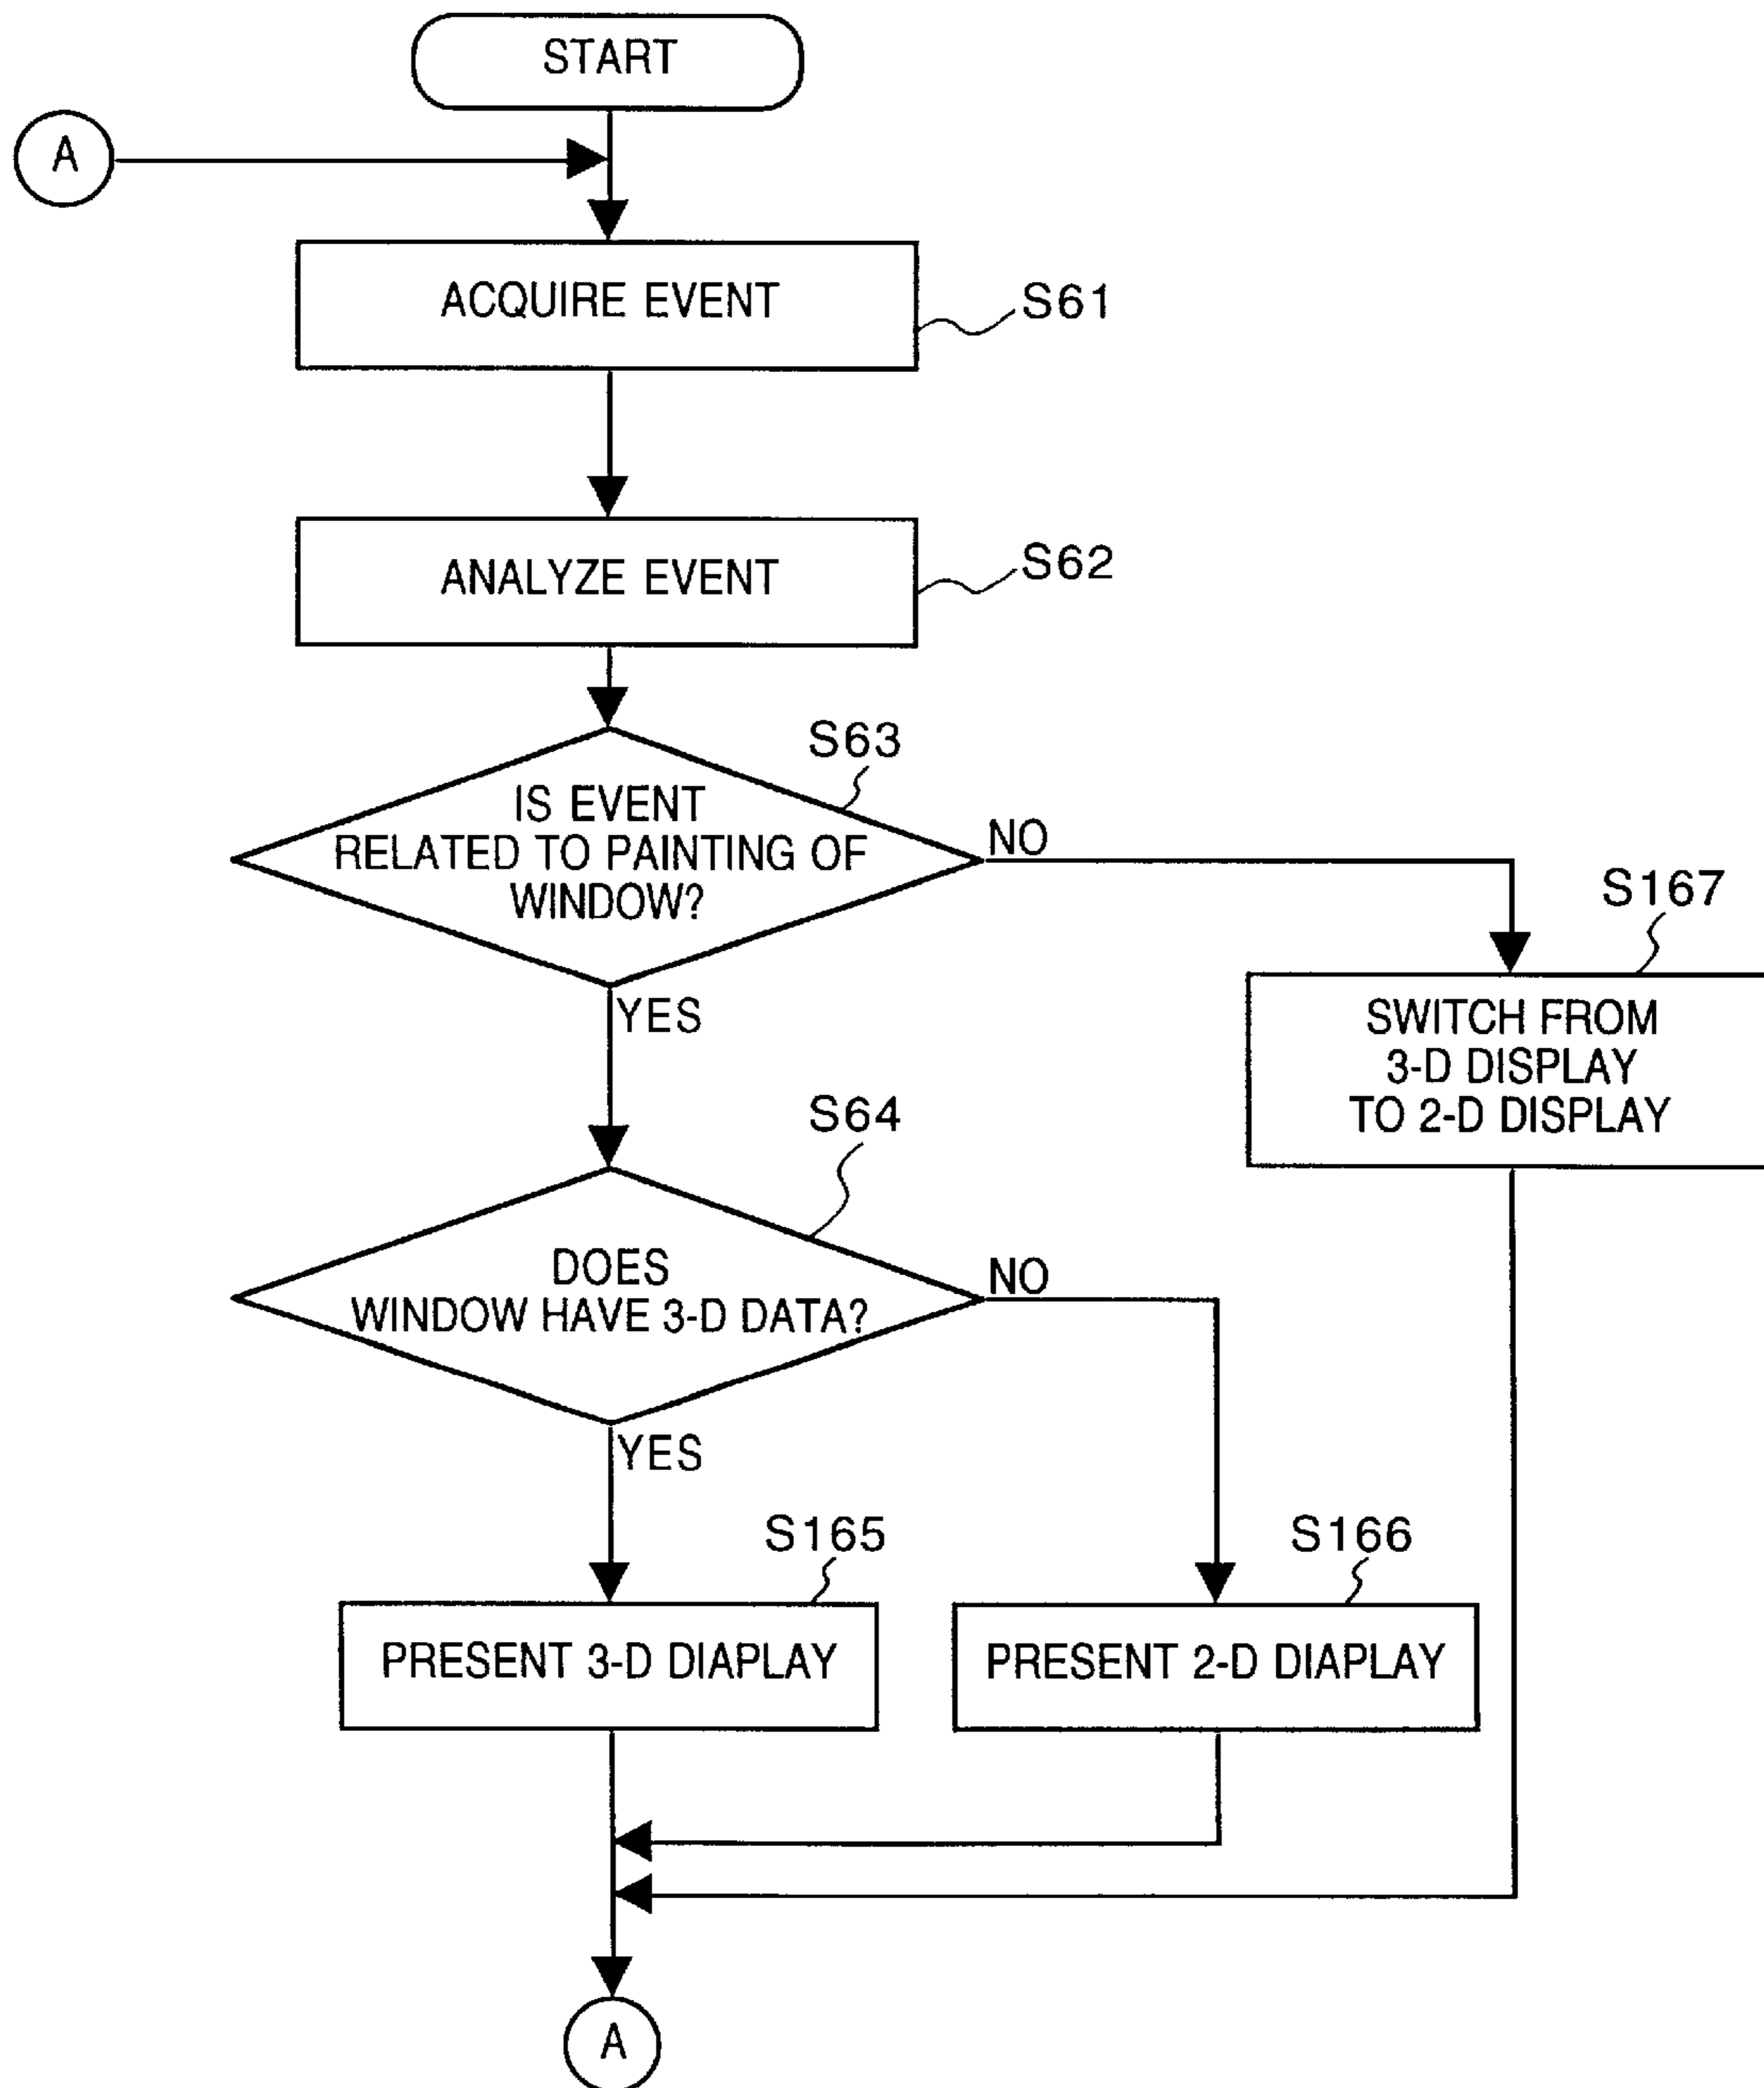 START
A
ACQUIRE EVENT
S61
ANALYZE EVENT
S62
S63
IS EVENT
RELATED TO PAINTING OF
WINDOW?
NO
YES
S167
SWITCH FROM
3-D DISPLAY
TO 2-D DISPLAY
S64
DOES
WINDOW HAVE 3-D DATA?
NO
YES
S165
PRESENT 3-D DIAPLAY
S166
PRESENT 2-D DIAPLAY
A